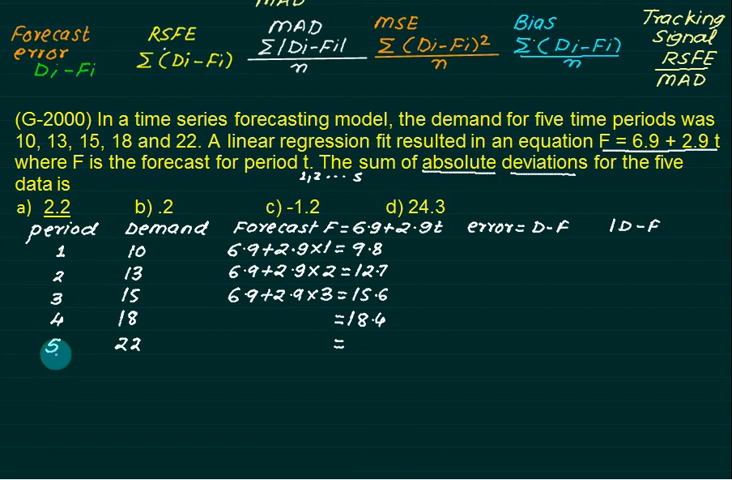 MAD
Forecast error Di-Fi
RSFE Σ(Di-Fi)
MAD Σ|Di-Fi| n
MSE Σ(Di-Fi)2 n
Bias Σ(Di-Fi) n
Tracking Signal RSFE MAD
(G-2000) In a time series forecasting model, the demand for five time periods was
10, 13, 15, 18 and 22. A linear regression fit resulted in an equation F = 6.9 + 2.9 t
where F is the forecast for period t. The sum of absolute deviations for the five
1,2 ... 5
data is
a) 2.2 b) .2 c) -1.2 d) 24.3
period Demand Forecast F=6.9+2.9t error=D-F |D-F
1 10 6.9+2.9×1=9.8
2 13 6.9+2.9×2=12.7
3 15 6.9+2.9×3=15.6
4 18 =18.4
5 22 =